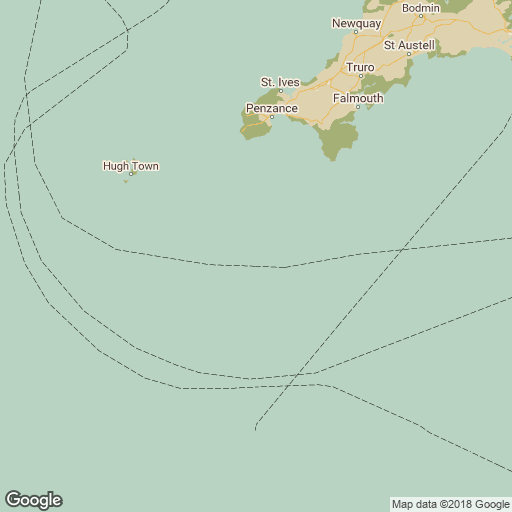 Bodmin
Newquay
St Austell
Truro
St. Ives
Falmouth
Penzance
Hugh Town
Google
Map data ©2018 Google